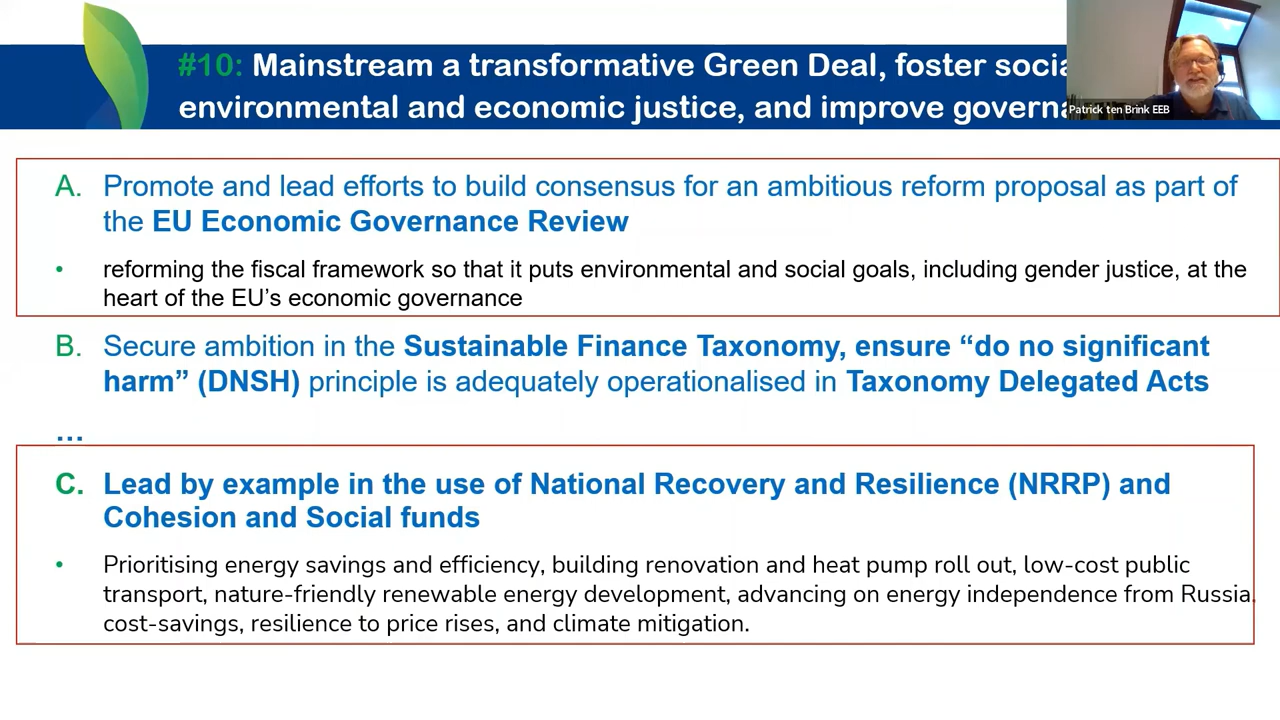 #10: Mainstream a transformative Green Deal, foster socia
environmental and economic justice, and improve governa
Patrick ten Brink EEB
A. Promote and lead efforts to build consensus for an ambitious reform proposal as part of
the EU Economic Governance Review
• reforming the fiscal framework so that it puts environmental and social goals, including gender justice, at the
heart of the EU’s economic governance
B. Secure ambition in the Sustainable Finance Taxonomy, ensure “do no significant
harm” (DNSH) principle is adequately operationalised in Taxonomy Delegated Acts
...
C. Lead by example in the use of National Recovery and Resilience (NRRP) and
Cohesion and Social funds
• Prioritising energy savings and efficiency, building renovation and heat pump roll out, low-cost public
transport, nature-friendly renewable energy development, advancing on energy independence from Russia.
cost-savings, resilience to price rises, and climate mitigation.